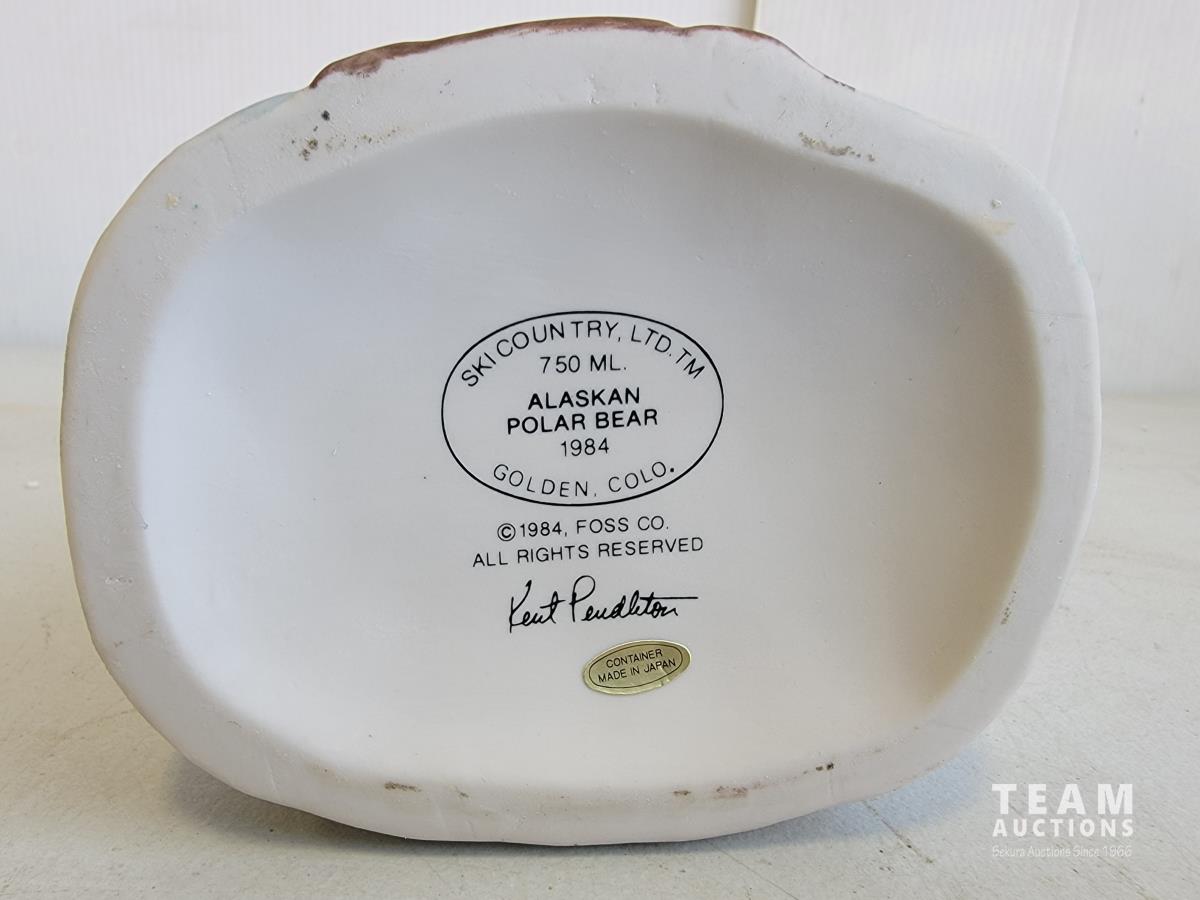 SKI COUNTRY, LTD. TM
750 ML.
ALASKAN
POLAR BEAR
1984
GOLDEN, COLO.
©1984, FOSS CO.
ALL RIGHTS RESERVED
Kent Pendleton
CONTAINER
MADE IN JAPAN
TEAM
AUCTIONS
Sekura Auctions Since 1966